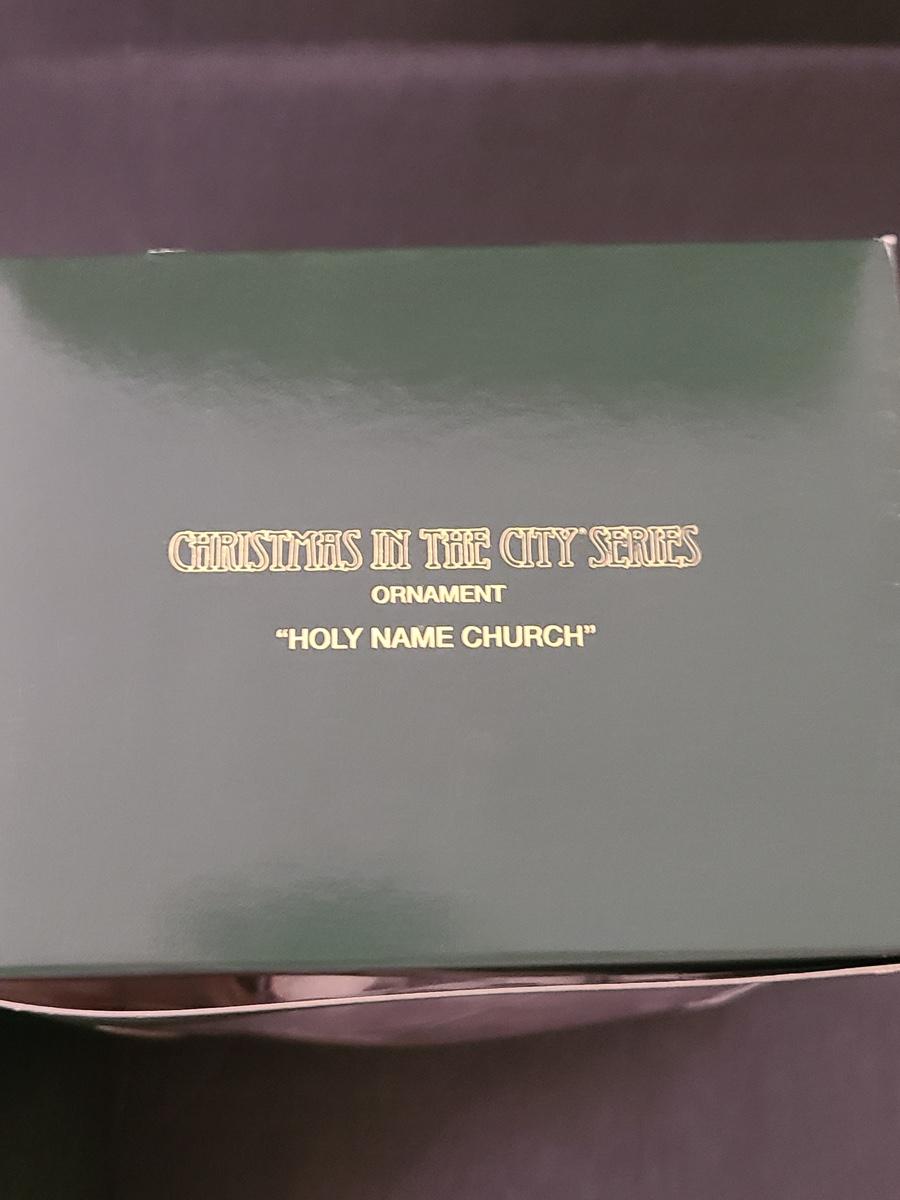 CHRISTMAS IN THE CITY® SERIES
ORNAMENT
“HOLY NAME CHURCH”